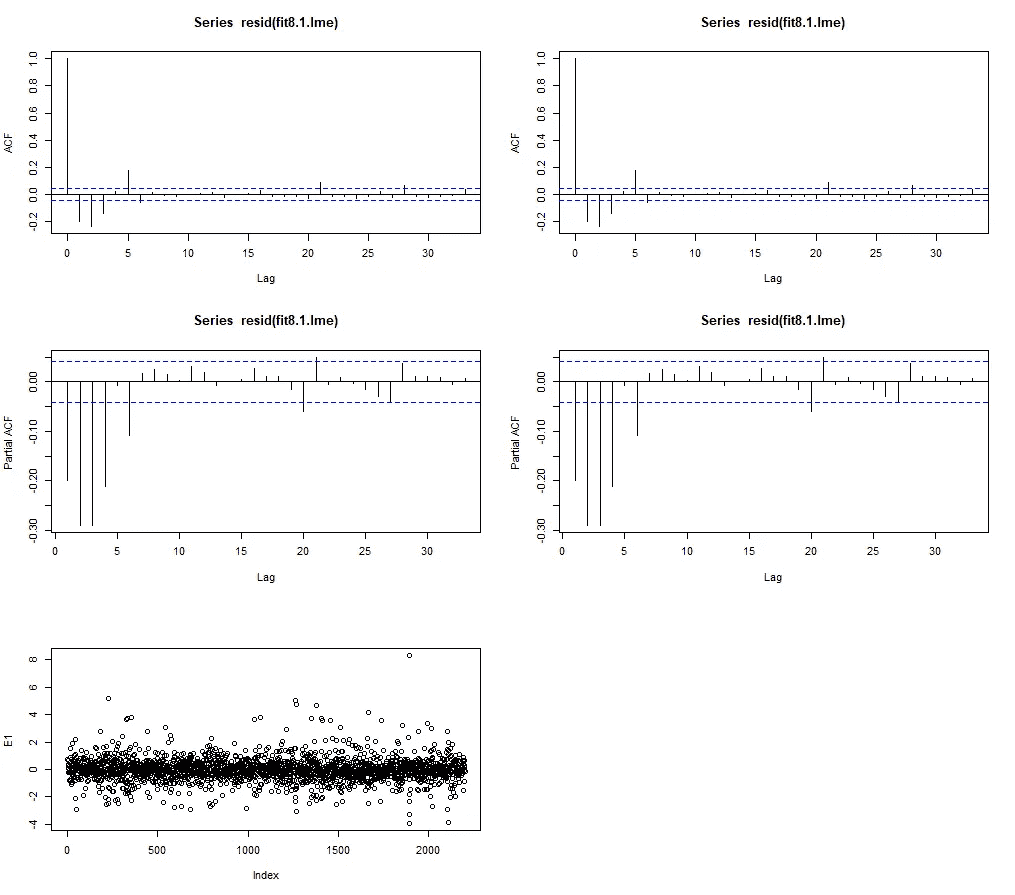 Series resid(fit8.1.lme)
ACF
1.0
0.8
0.6
0.4
0.2
0.0
-0.2
0 5 10 15 20 25 30
Lag
Series resid(fit8.1.lme)
ACF
1.0
0.8
0.6
0.4
0.2
0.0
-0.2
0 5 10 15 20 25 30
Lag
Series resid(fit8.1.lme)
Partial ACF
0.00
-0.10
-0.20
-0.30
0 5 10 15 20 25 30
Lag
Series resid(fit8.1.lme)
Partial ACF
0.00
-0.10
-0.20
-0.30
0 5 10 15 20 25 30
Lag
E1
8
6
4
2
0
-2
-4
0 500 1000 1500 2000
Index